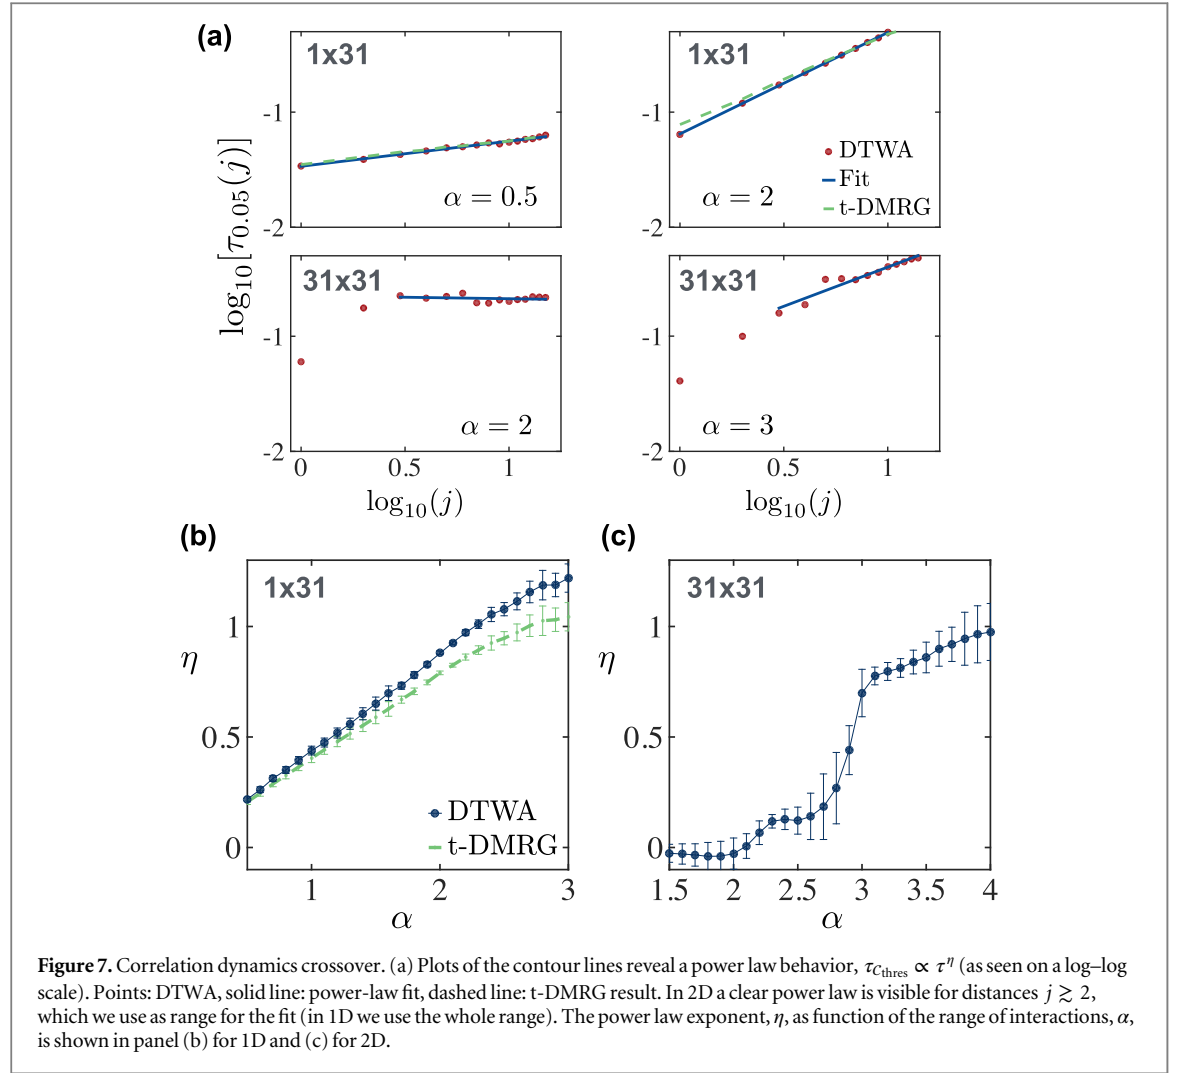 (a)
1x31
1x31
-1
-1
DTWA
Fit
t-DMRG
α = 0.5
α = 2
-2
-2
log₁₀[τ₀.₀₅(j)]
31x31
31x31
-1
-1
α = 2
α = 3
-2
-2
0 0.5 1
0 0.5 1
log₁₀(j)
log₁₀(j)
(b)
(c)
1x31
31x31
1
1
η
η
0.5
0.5
DTWA
t-DMRG
0
0
1 2 3
1.5 2 2.5 3 3.5 4
α
α
Figure 7. Correlation dynamics crossover. (a) Plots of the contour lines reveal a power law behavior, τ_{C_{thres}} ∝ τ^η (as seen on a log–log
scale). Points: DTWA, solid line: power-law fit, dashed line: t-DMRG result. In 2D a clear power law is visible for distances j ≳ 2,
which we use as range for the fit (in 1D we use the whole range). The power law exponent, η, as function of the range of interactions, α,
is shown in panel (b) for 1D and (c) for 2D.